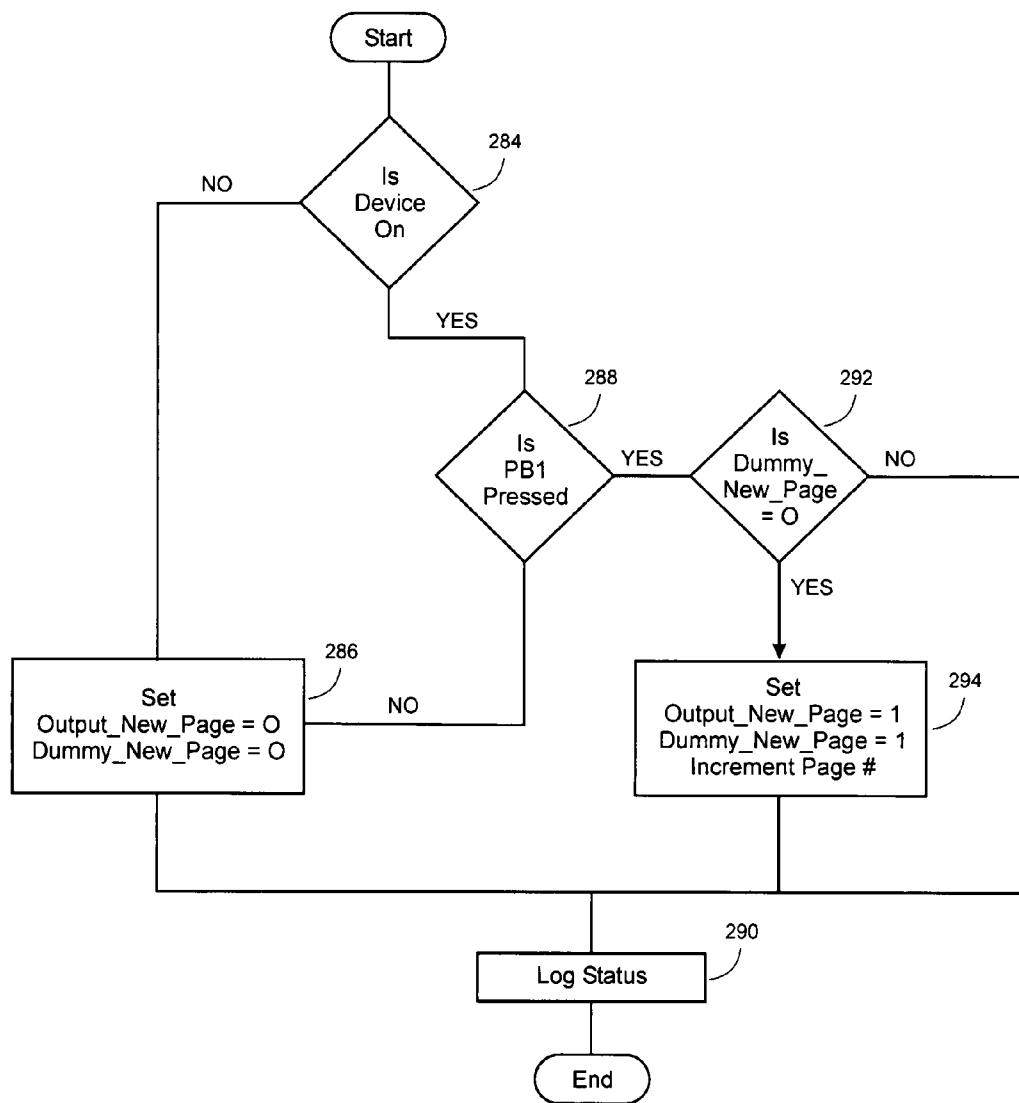 Start
284
Is
Device
On
NO
YES
288
Is
PB1
Pressed
YES
292
Is
Dummy_
New_Page
= O
NO
YES
286
Set
Output_New_Page = O
Dummy_New_Page = O
NO
294
Set
Output_New_Page = 1
Dummy_New_Page = 1
Increment Page #
290
Log Status
End